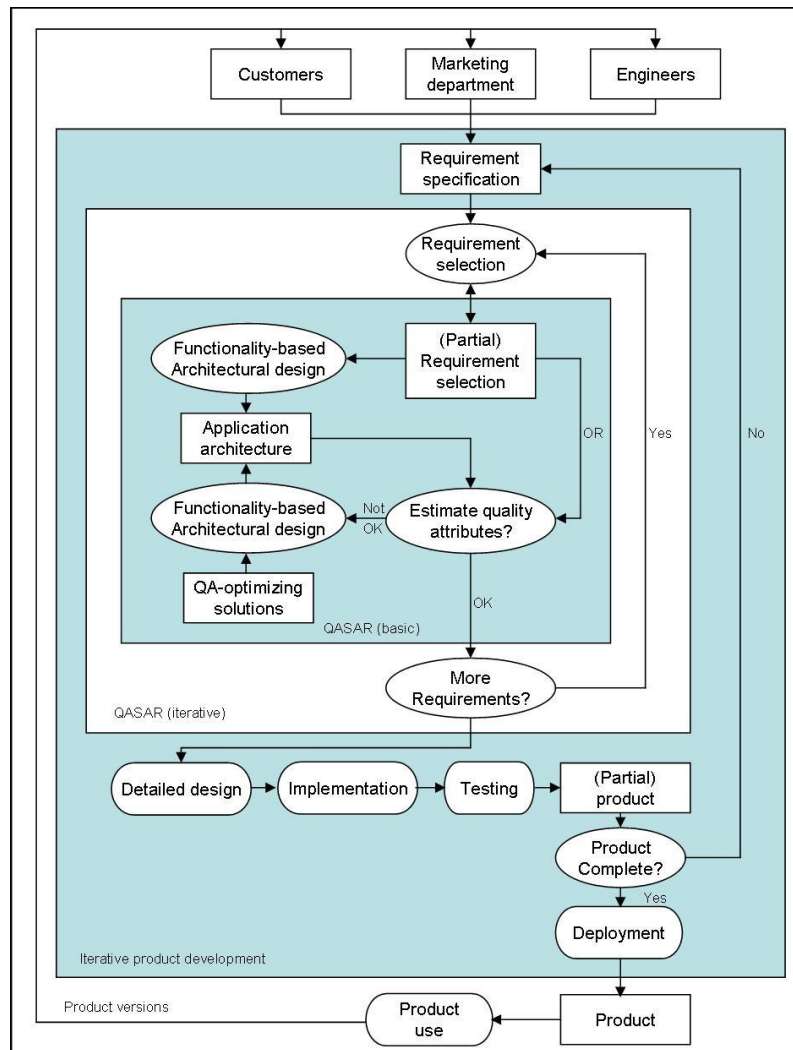 Customers
Marketing
department
Engineers
Requirement
specification
Requirement
selection
(Partial)
Requirement
selection
Functionality-based
Architectural design
OR
Yes
No
Application
architecture
Functionality-based
Architectural design
Not
OK
Estimate quality
attributes?
QA-optimizing
solutions
OK
QASAR (basic)
More
Requirements?
QASAR (iterative)
Detailed design
Implementation
Testing
(Partial)
product
Product
Complete?
Yes
Deployment
Iterative product development
Product versions
Product
use
Product